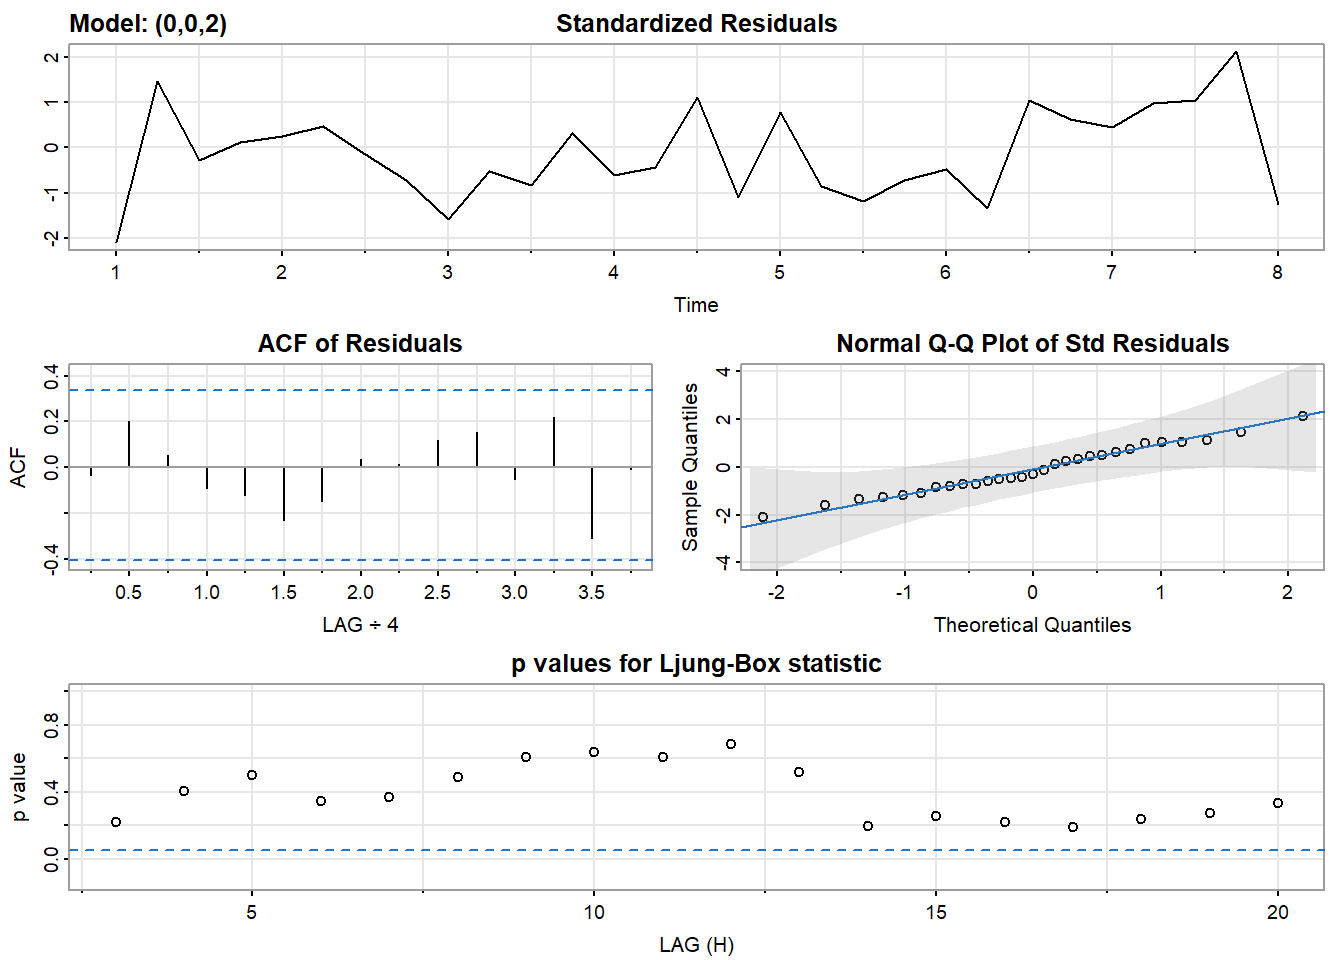 Model: (0,0,2) Standardized Residuals
2
1
0
-1
-2
1 2 3 4 5 6 7 8
Time
ACF of Residuals
ACF
0.4
0.2
0.0
-0.4
0.5 1.0 1.5 2.0 2.5 3.0 3.5
LAG ÷ 4
Normal Q-Q Plot of Std Residuals
Sample Quantiles
4
2
0
-2
-4
-2 -1 0 1 2
Theoretical Quantiles
p values for Ljung-Box statistic
p value
0.8
0.4
0.0
5 10 15 20
LAG (H)